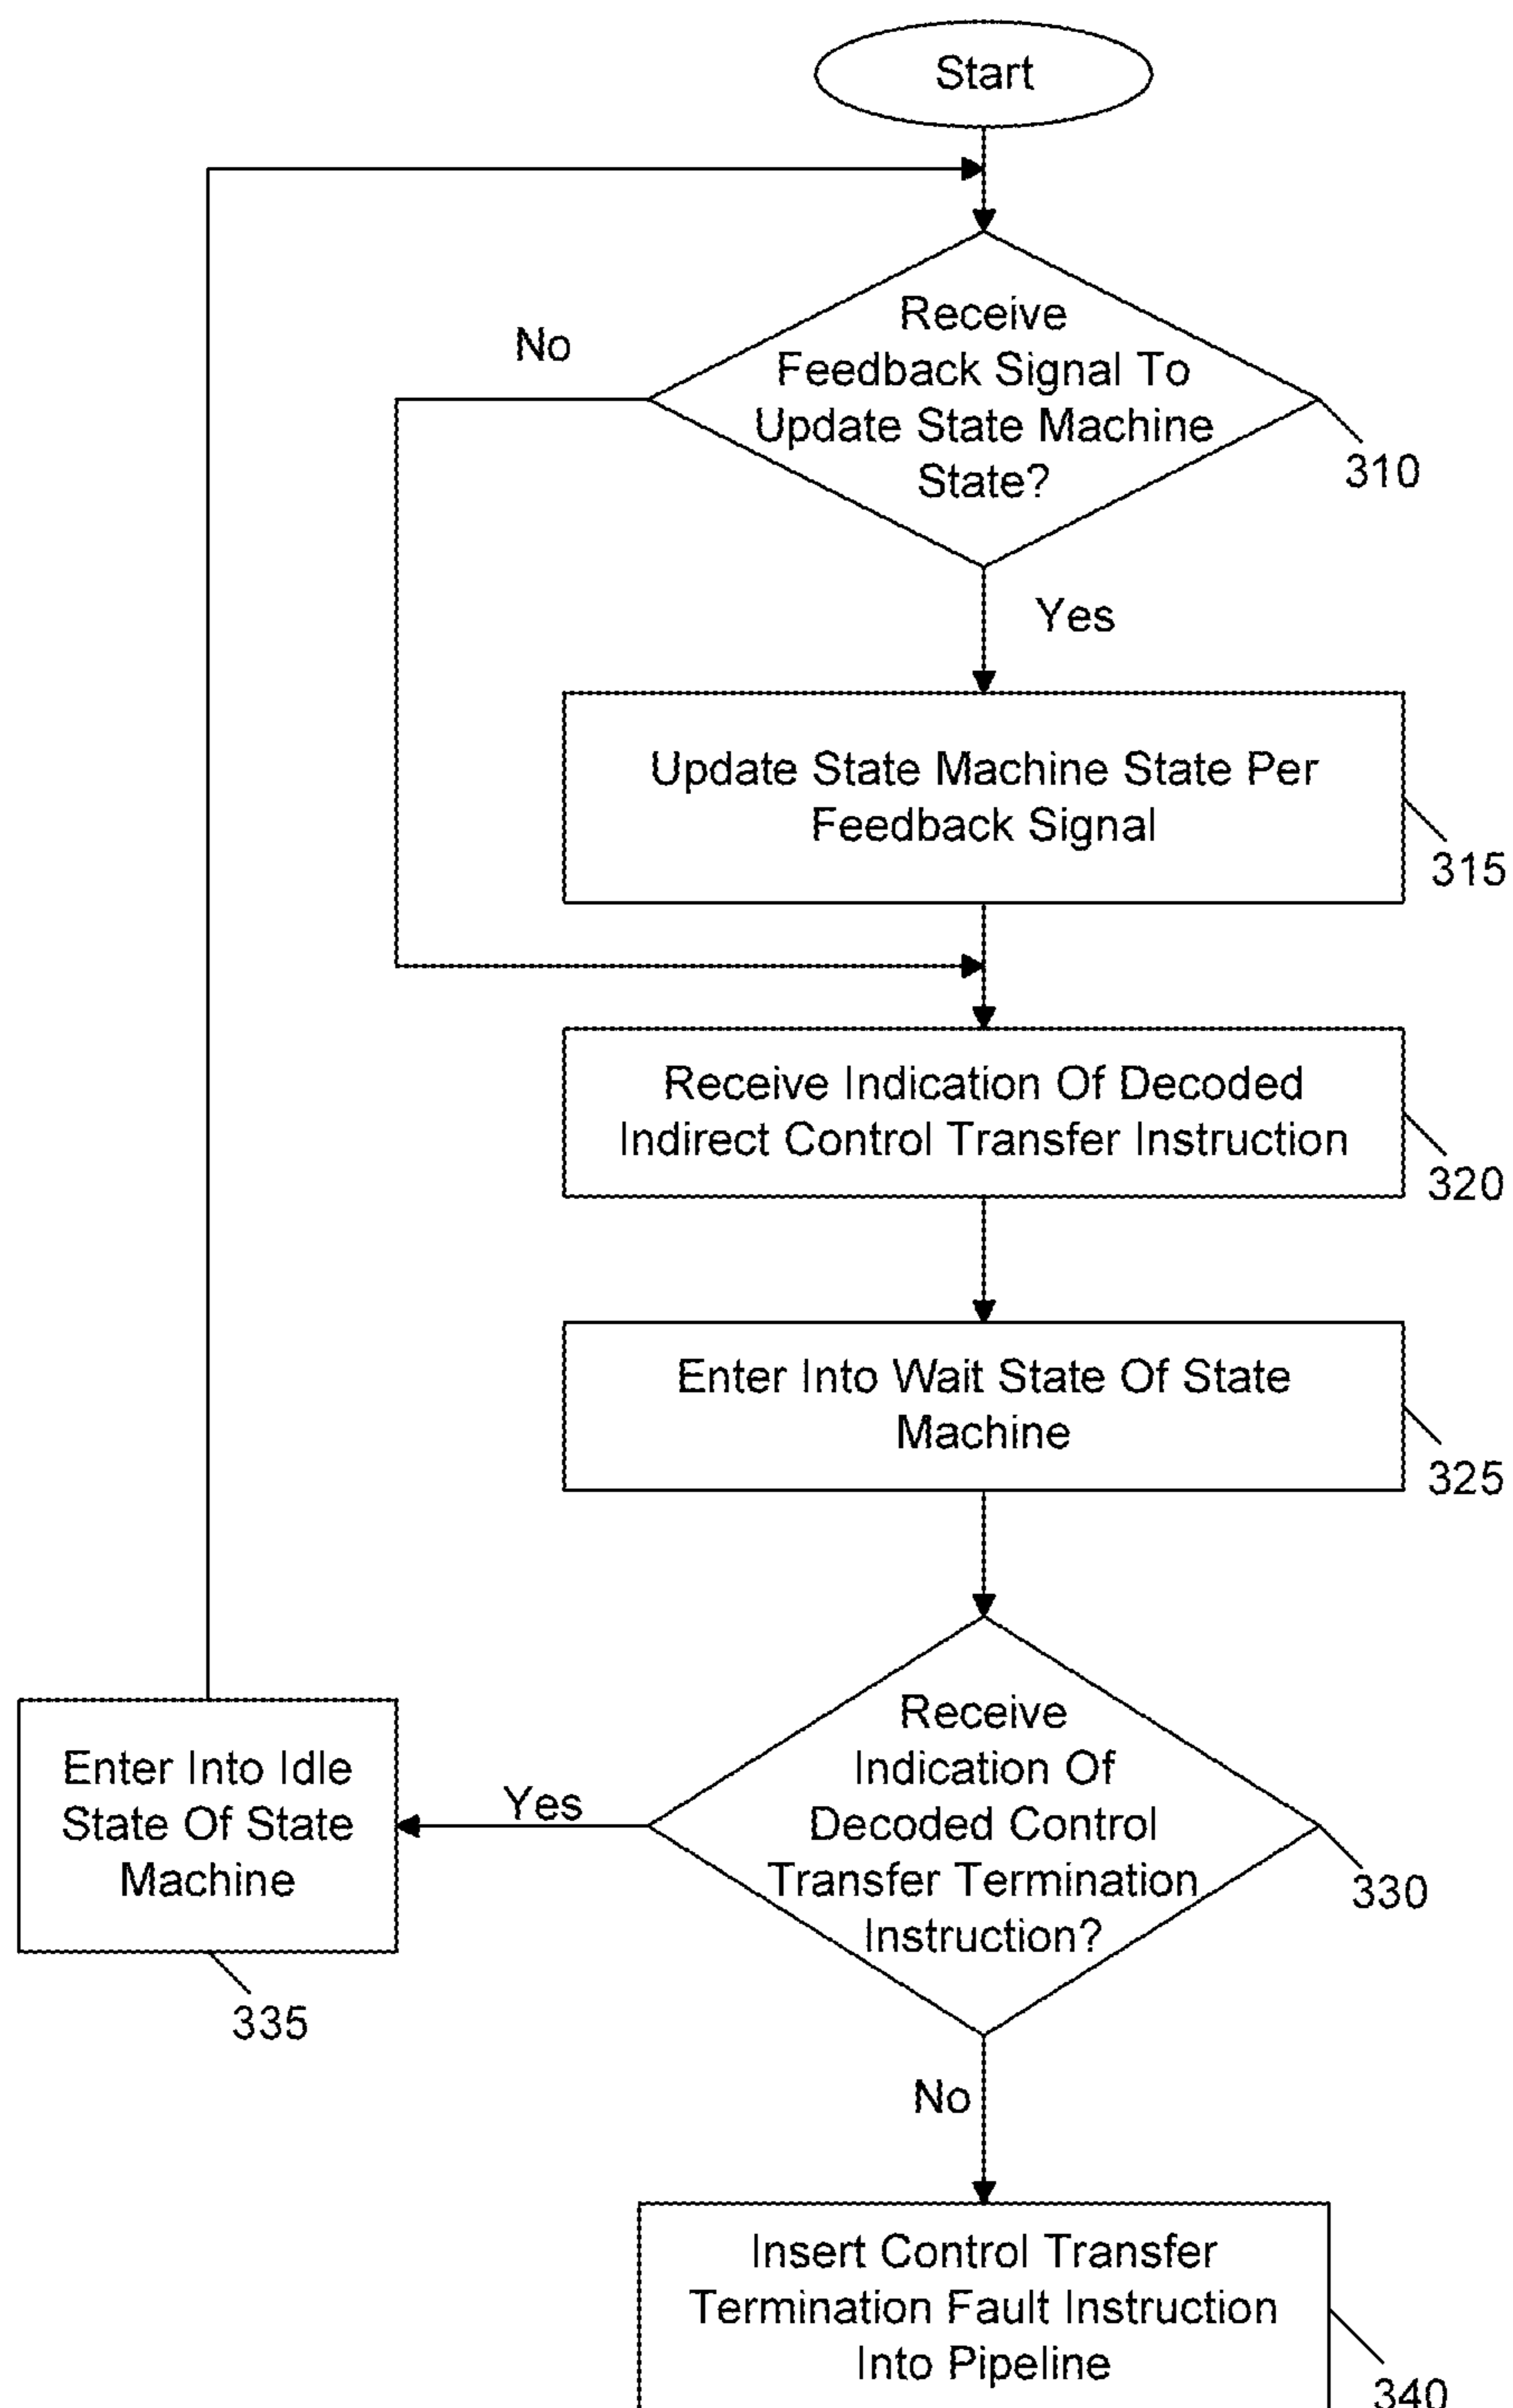 Start
Receive
Feedback Signal To
Update State Machine
State?
No
310
Yes
Update State Machine State Per
Feedback Signal
315
Receive Indication Of Decoded
Indirect Control Transfer Instruction
320
Enter Into Wait State Of State
Machine
325
Receive
Indication Of
Decoded Control
Transfer Termination
Instruction?
330
Yes
Enter Into Idle
State Of State
Machine
335
No
Insert Control Transfer
Termination Fault Instruction
Into Pipeline
340